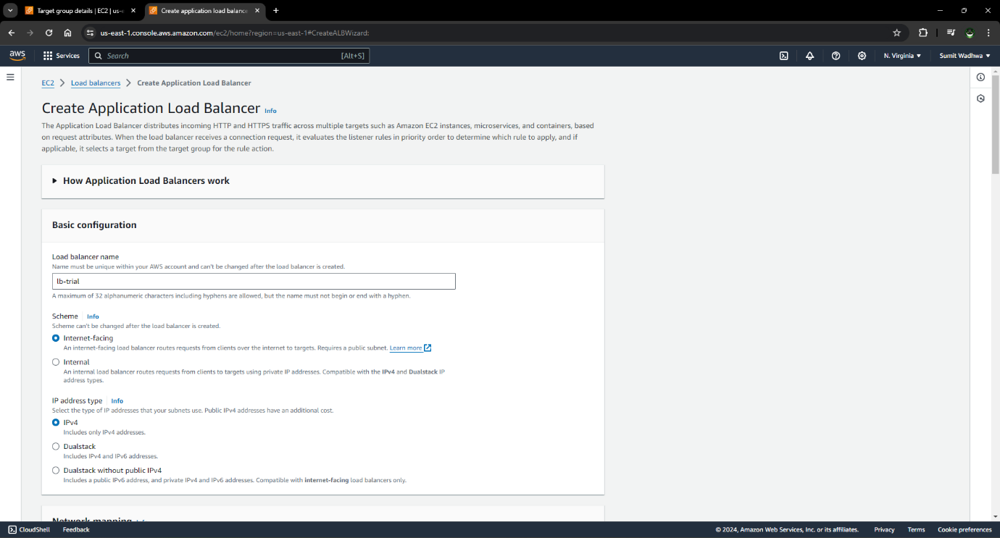 Target group details | EC2 | us-e
Create application load balance
us-east-1.console.aws.amazon.com/ec2/home?region=us-east-1#CreateALBWizard:
aws
Services
Search
[Alt+S]
N. Virginia
Sumit Wadhwa
EC2
Load balancers
Create Application Load Balancer
Create Application Load Balancer Info
The Application Load Balancer distributes incoming HTTP and HTTPS traffic across multiple targets such as Amazon EC2 instances, microservices, and containers, based
on request attributes. When the load balancer receives a connection request, it evaluates the listener rules in priority order to determine which rule to apply, and if
applicable, it selects a target from the target group for the rule action.
How Application Load Balancers work
Basic configuration
Load balancer name
Name must be unique within your AWS account and can't be changed after the load balancer is created.
lb-trial
A maximum of 32 alphanumeric characters including hyphens are allowed, but the name must not begin or end with a hyphen.
Scheme Info
Scheme can't be changed after the load balancer is created.
Internet-facing
An internet-facing load balancer routes requests from clients over the internet to targets. Requires a public subnet. Learn more
Internal
An internal load balancer routes requests from clients to targets using private IP addresses. Compatible with the IPv4 and Dualstack IP
address types.
IP address type Info
Select the type of IP addresses that your subnets use. Public IPv4 addresses have an additional cost.
IPv4
Includes only IPv4 addresses.
Dualstack
Includes IPv4 and IPv6 addresses.
Dualstack without public IPv4
Includes a public IPv6 address, and private IPv4 and IPv6 addresses. Compatible with internet-facing load balancers only.
Network mapping Info
CloudShell
Feedback
© 2024, Amazon Web Services, Inc. or its affiliates.
Privacy
Terms
Cookie preferences